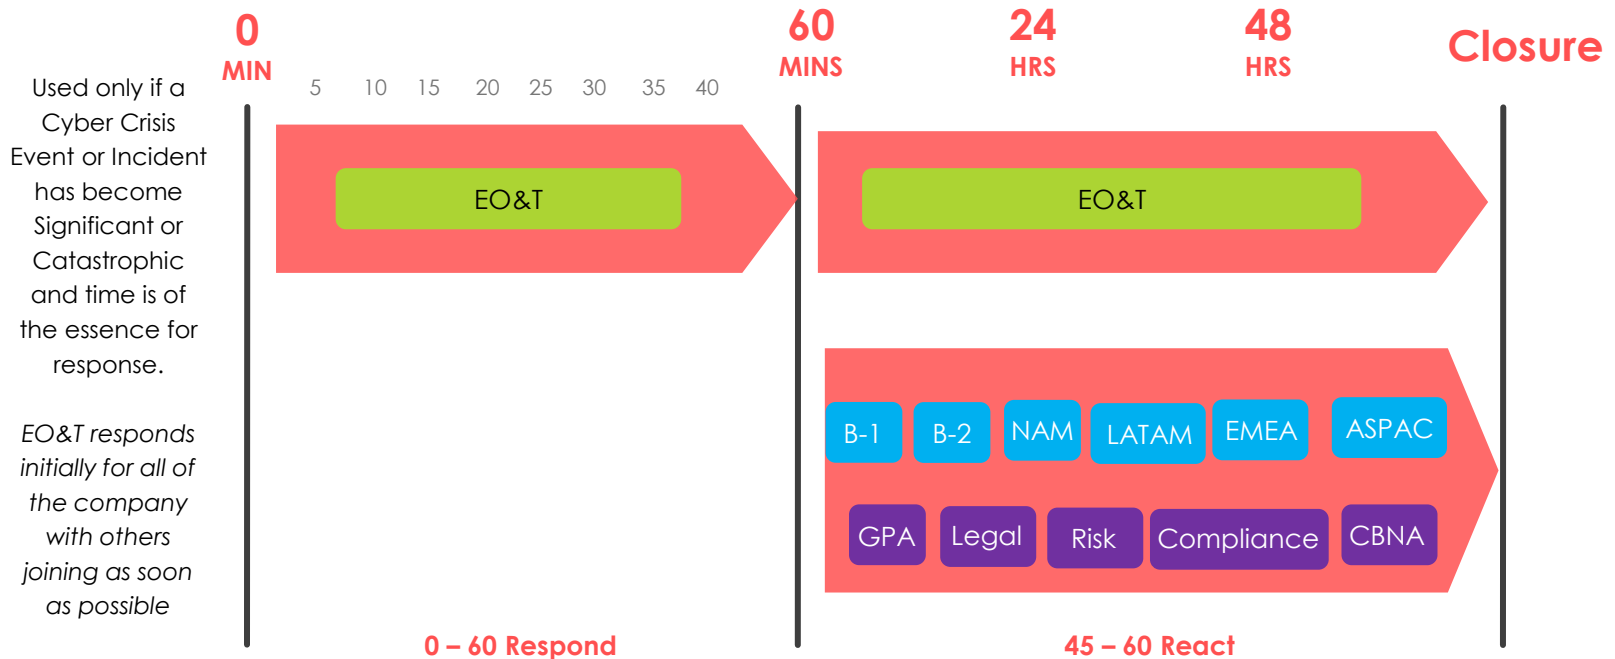 0
MIN
60
MINS
24
HRS
48
HRS
Closure
5 10 15 20 25 30 35 40
Used only if a
Cyber Crisis
Event or Incident
has become
Significant or
Catastrophic
and time is of
the essence for
response.
EO&T responds
initially for all of
the company
with others
joining as soon
as possible
EO&T
EO&T
B-1 B-2 NAM LATAM EMEA ASPAC
GPA Legal Risk Compliance CBNA
0 – 60 Respond
45 – 60 React